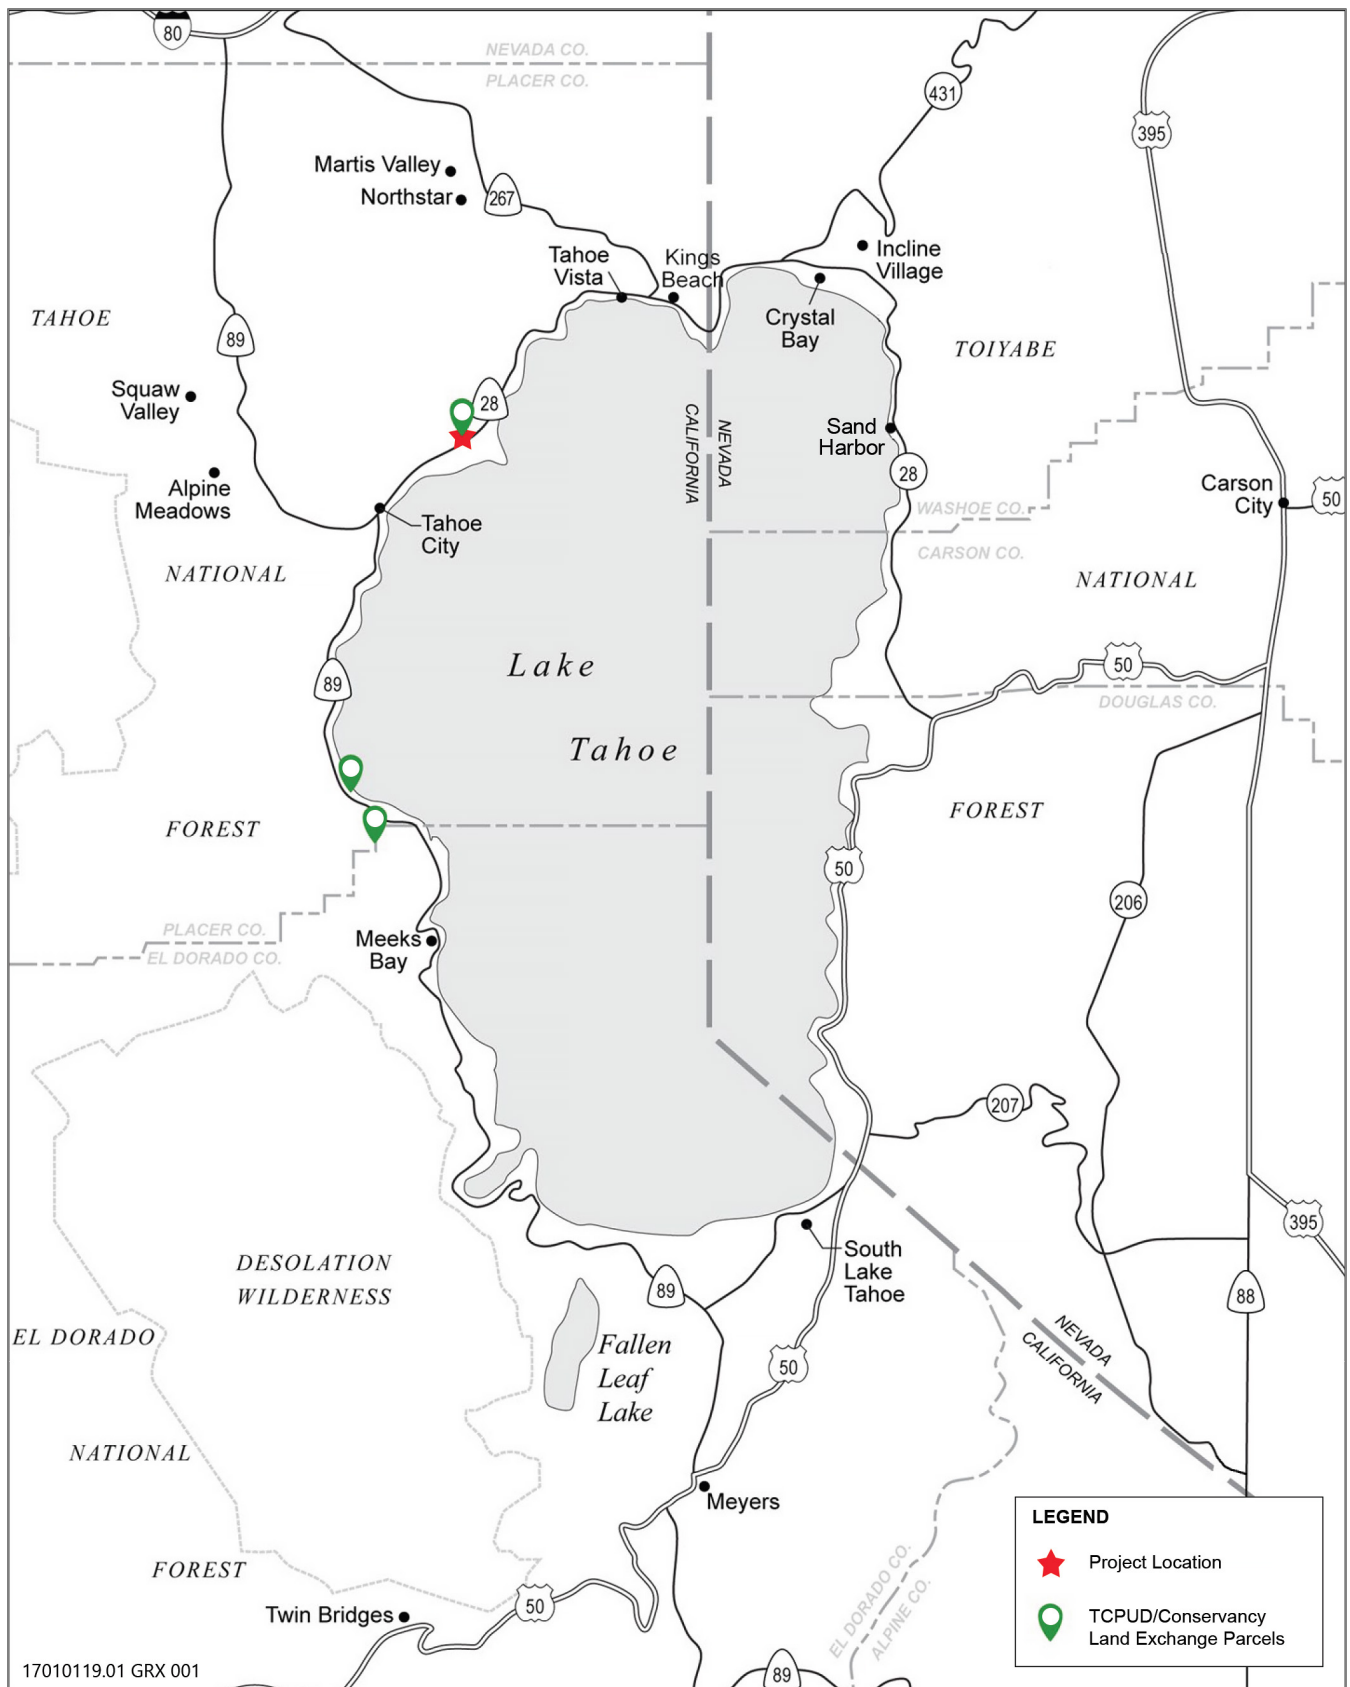 80
NEVADA CO.
PLACER CO.
431
395
Martis Valley
Northstar
267
Tahoe
Vista
Kings
Beach
Incline
Village
Crystal
Bay
TAHOE
89
TOIYABE
Squaw
Valley
28
CALIFORNIA
NEVADA
Sand
Harbor
28
Alpine
Meadows
Carson
City
50
WASHOE CO.
CARSON CO.
Tahoe
City
NATIONAL
NATIONAL
Lake
Tahoe
89
50
DOUGLAS CO.
FOREST
FOREST
50
206
PLACER CO.
EL DORADO CO.
Meeks
Bay
207
395
DESOLATION
WILDERNESS
South
Lake
Tahoe
89
88
EL DORADO
Fallen
Leaf
Lake
50
NEVADA
CALIFORNIA
NATIONAL
Meyers
FOREST
Twin Bridges
50
EL DORADO CO.
ALPINE CO.
89
LEGEND
Project Location
TCPUD/Conservancy
Land Exchange Parcels
17010119.01 GRX 001